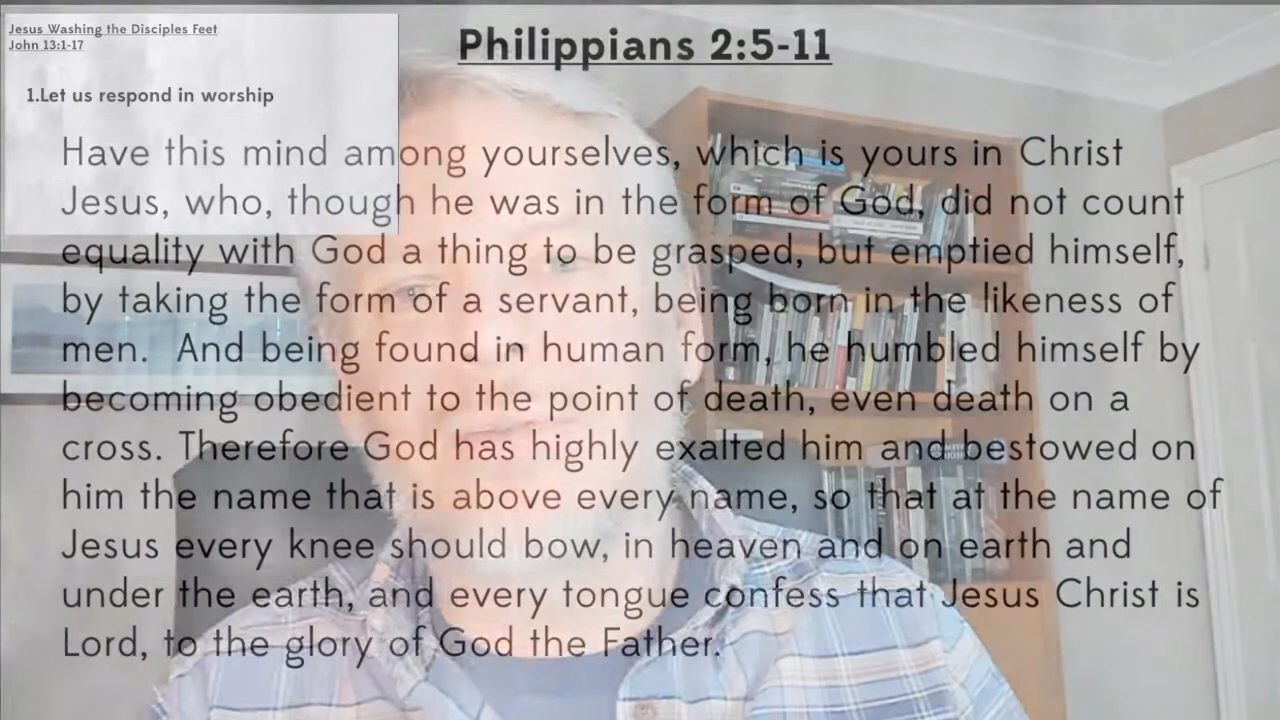 Jesus Washing the Disciples Feet
John 13:1-17
1.Let us respond in worship
Philippians 2:5-11
Have this mind among yourselves, which is yours in Christ
Jesus, who, though he was in the form of God, did not count
equality with God a thing to be grasped, but emptied himself,
by taking the form of a servant, being born in the likeness of
men.  And being found in human form, he humbled himself by
becoming obedient to the point of death, even death on a
cross. Therefore God has highly exalted him and bestowed on
him the name that is above every name, so that at the name of
Jesus every knee should bow, in heaven and on earth and
under the earth, and every tongue confess that Jesus Christ is
Lord, to the glory of God the Father.